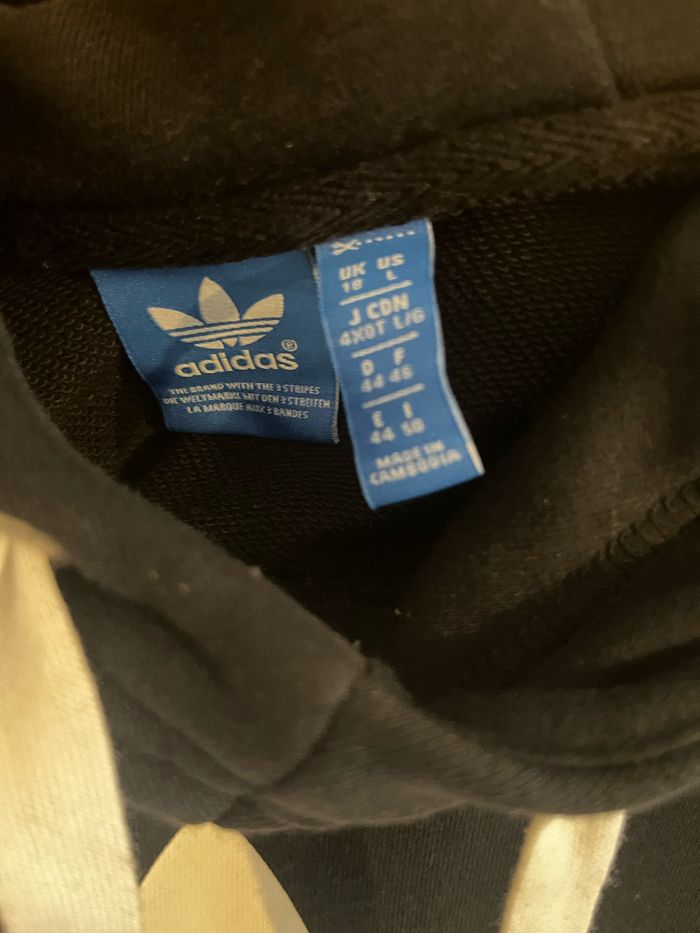 adidas®
THE BRAND WITH THE 3 STRIPES
DIE WELTMARKE MIT DEN 3 STREIFEN
LA MARQUE AUX 3 BANDES
UK US
18 L
J CDN
4XOT L/G
D F
44 46
E I
44 50
MADE IN
CAMBODIA